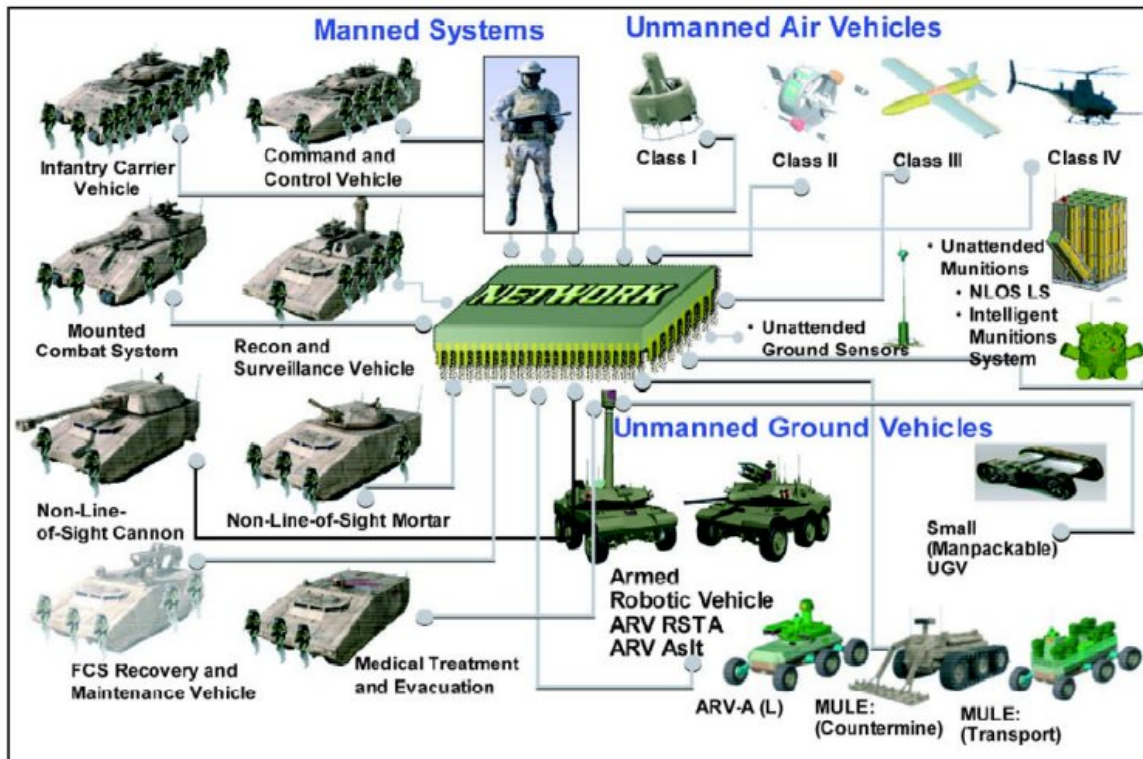 Manned Systems
Unmanned Air Vehicles
Infantry Carrier
Vehicle
Command and
Control Vehicle
Class I
Class II
Class III
Class IV
Mounted
Combat System
Recon and
Surveillance Vehicle
NETWORK
• Unattended
Ground Sensors
• Unattended
Munitions
• NLOS LS
• Intelligent
Munitions
System
Non-Line-
of-Sight Cannon
Non-Line-of-Sight Mortar
Unmanned Ground Vehicles
Small
(Manpackable)
UGV
Armed
Robotic Vehicle
ARV RSTA
ARV Aslt
FCS Recovery and
Maintenance Vehicle
Medical Treatment
and Evacuation
ARV-A (L)
MULE:
(Countermine)
MULE:
(Transport)